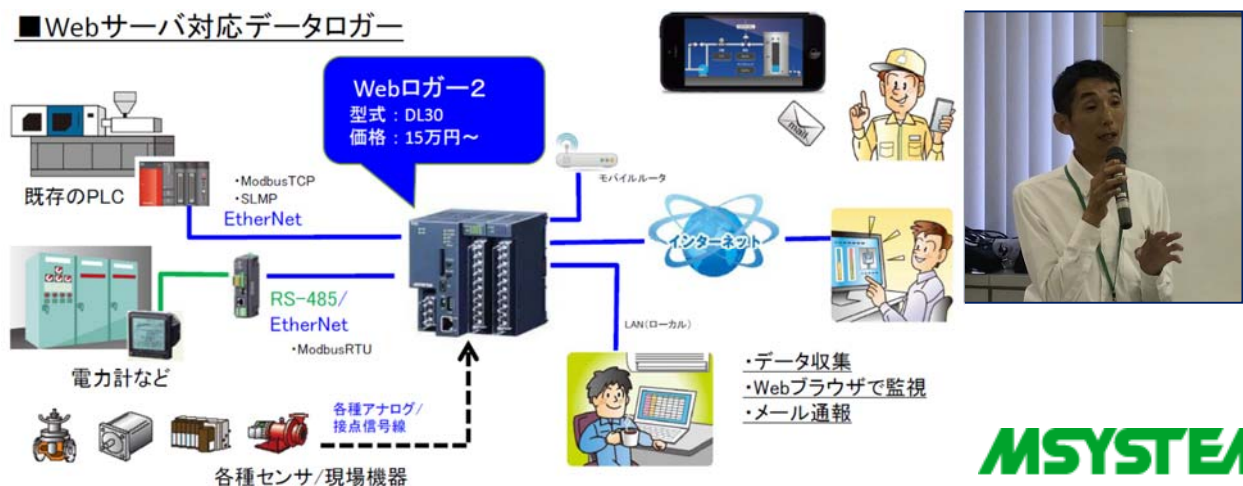 ■Webサーバ対応データロガー
Webロガー2
型式:DL30
価格:15万円~
mail
既存のPLC
・ModbusTCP
・SLMP
EtherNet
モバイルルータ
インターネット
RS-485/
EtherNet
・ModbusRTU
電力計など
LAN(ローカル)
各種アナログ/
接点信号線
各種センサ/現場機器
・データ収集
・Webブラウザで監視
・メール通報
MSYSTEM